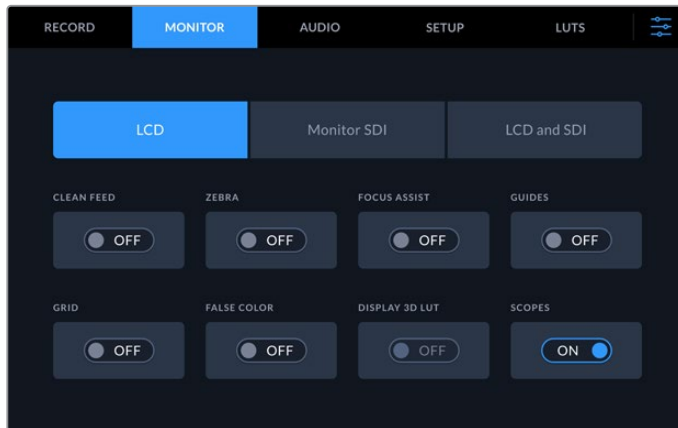 RECORD MONITOR AUDIO SETUP LUTS
LCD Monitor SDI LCD and SDI
CLEAN FEED ZEBRA FOCUS ASSIST GUIDES
OFF OFF OFF OFF
GRID FALSE COLOR DISPLAY 3D LUT SCOPES
OFF OFF OFF ON